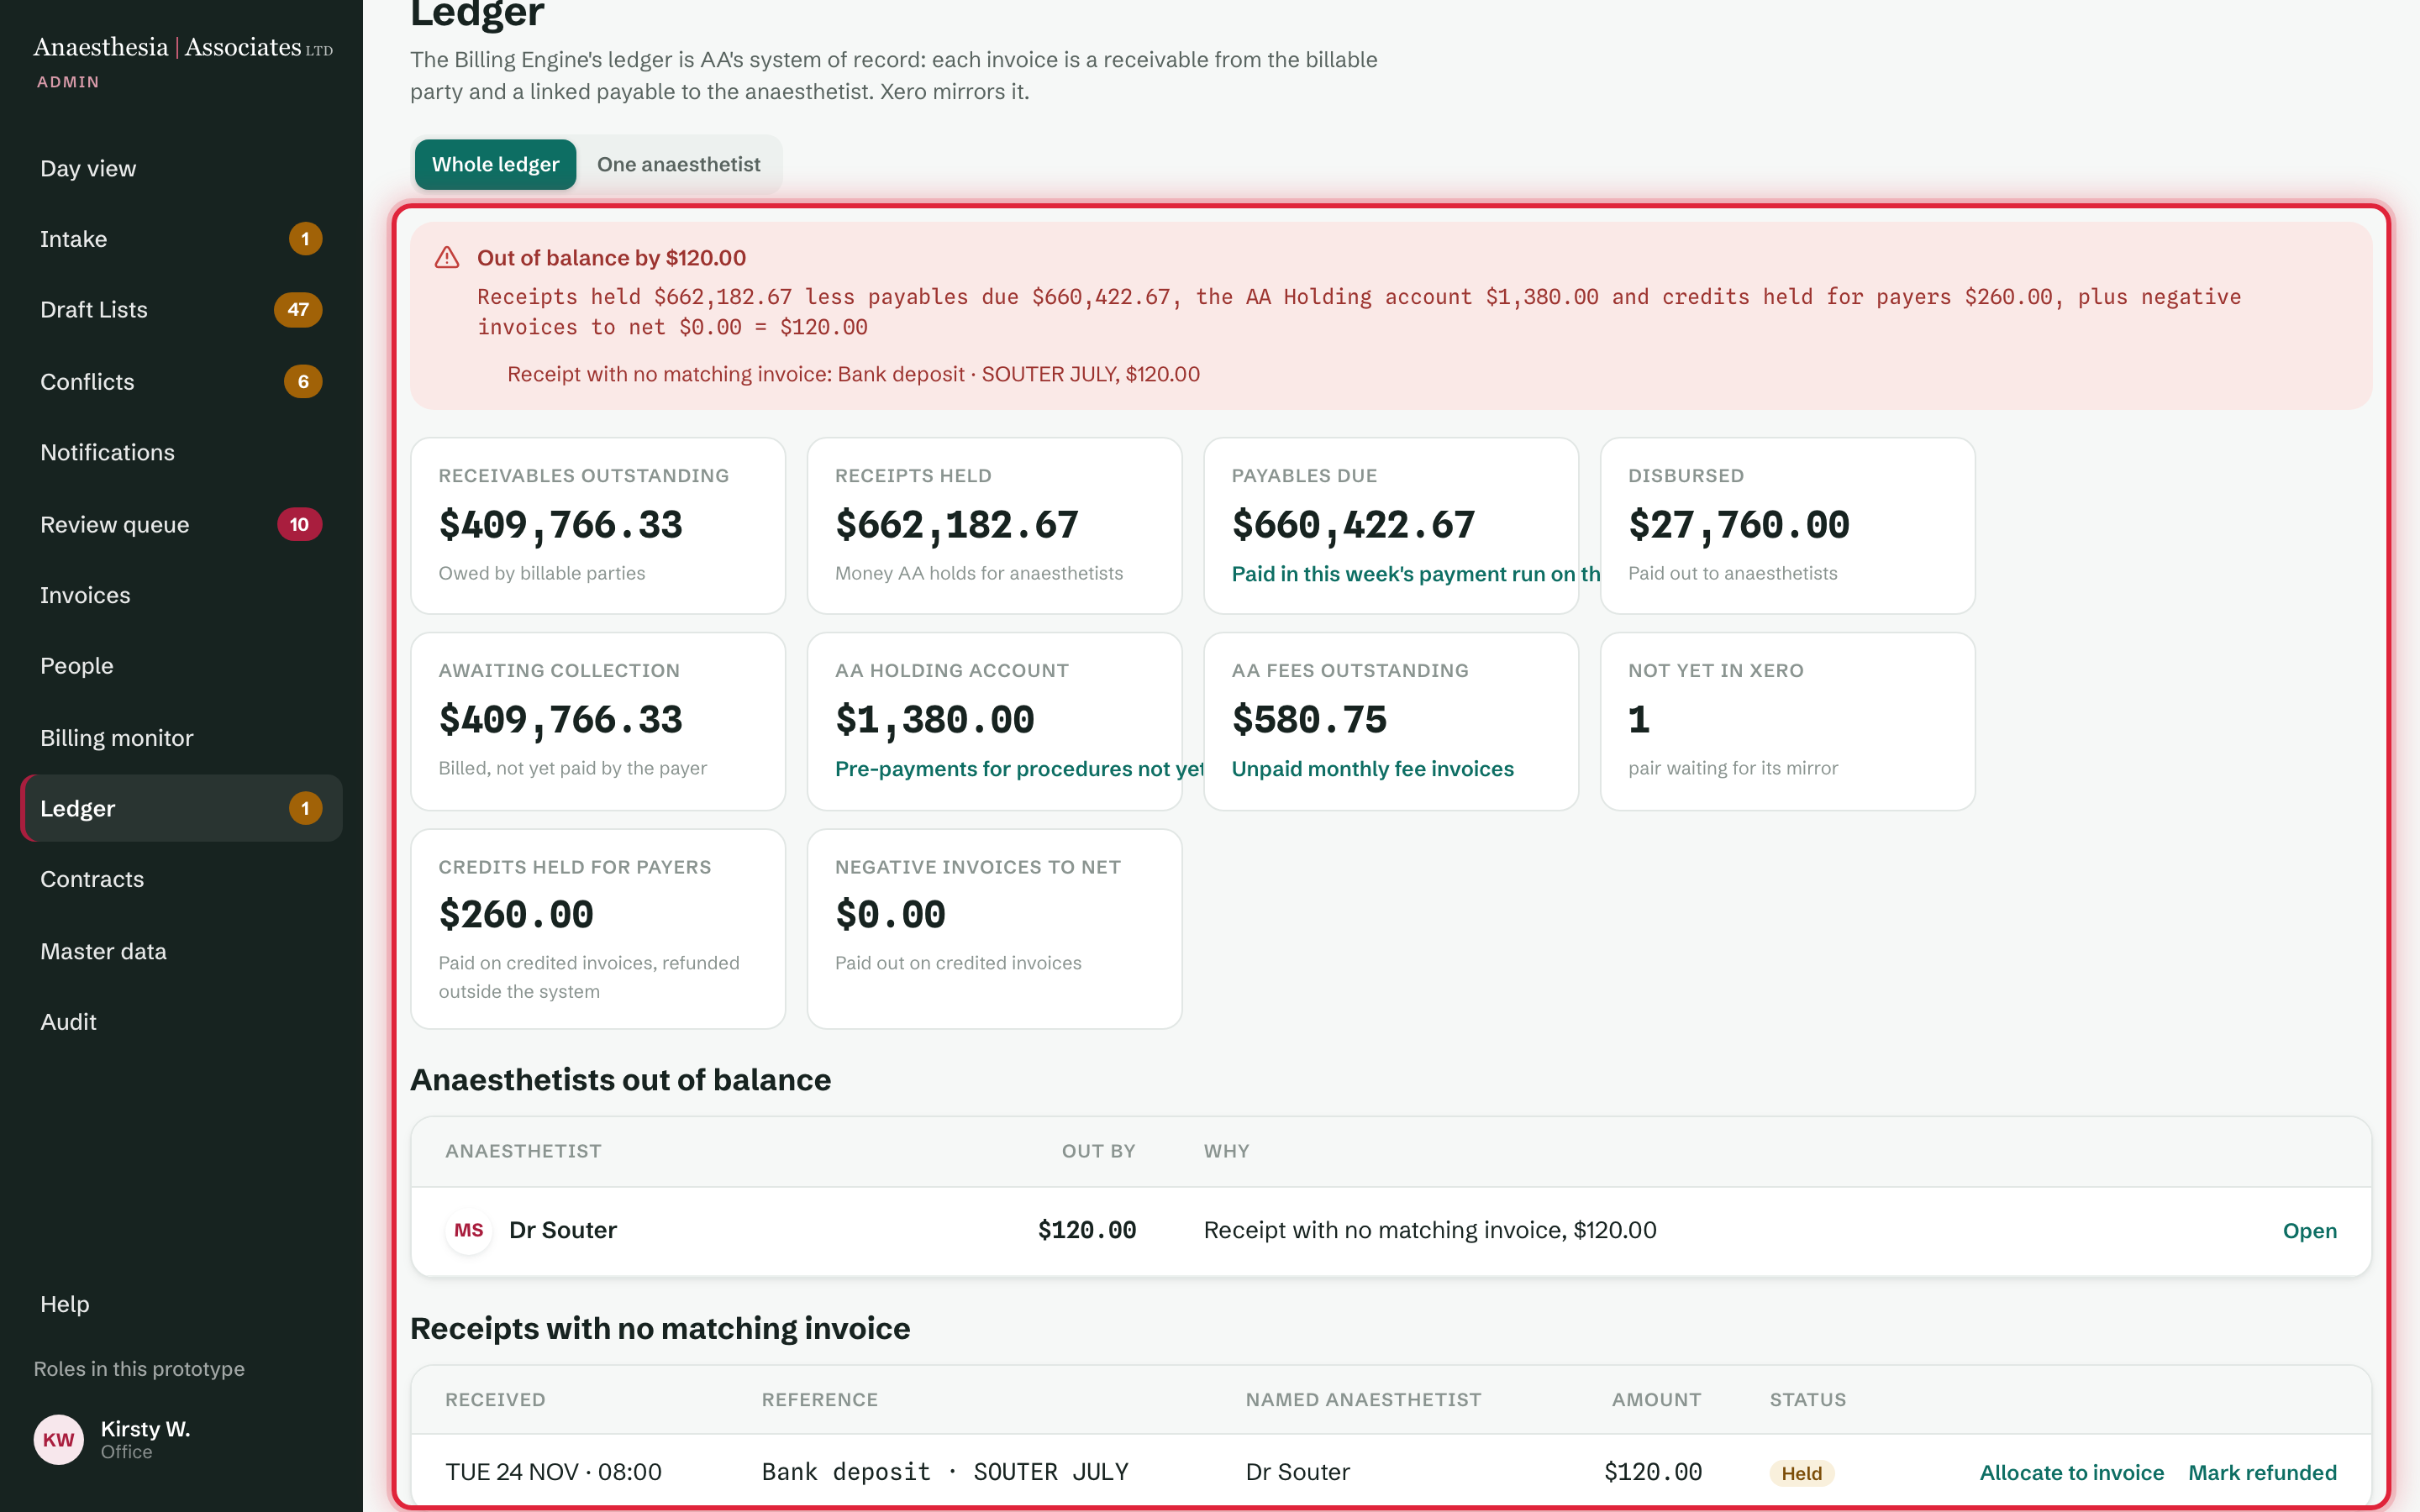 Anaesthesia | Associates LTD
ADMIN
Day view
Intake 1
Draft Lists 47
Conflicts 6
Notifications
Review queue 10
Invoices
People
Billing monitor
Ledger 1
Contracts
Master data
Audit
Help
Roles in this prototype
KW Kirsty W.
Office
Ledger
The Billing Engine's ledger is AA's system of record: each invoice is a receivable from the billable
party and a linked payable to the anaesthetist. Xero mirrors it.
Whole ledger One anaesthetist
Out of balance by $120.00
Receipts held $662,182.67 less payables due $660,422.67, the AA Holding account $1,380.00 and credits held for payers $260.00, plus negative
invoices to net $0.00 = $120.00
Receipt with no matching invoice: Bank deposit · SOUTER JULY, $120.00
RECEIVABLES OUTSTANDING
$409,766.33
Owed by billable parties
RECEIPTS HELD
$662,182.67
Money AA holds for anaesthetists
PAYABLES DUE
$660,422.67
Paid in this week's payment run on th
DISBURSED
$27,760.00
Paid out to anaesthetists
AWAITING COLLECTION
$409,766.33
Billed, not yet paid by the payer
AA HOLDING ACCOUNT
$1,380.00
Pre-payments for procedures not yet
AA FEES OUTSTANDING
$580.75
Unpaid monthly fee invoices
NOT YET IN XERO
1
pair waiting for its mirror
CREDITS HELD FOR PAYERS
$260.00
Paid on credited invoices, refunded
outside the system
NEGATIVE INVOICES TO NET
$0.00
Paid out on credited invoices
Anaesthetists out of balance
ANAESTHETIST OUT BY WHY
MS Dr Souter $120.00 Receipt with no matching invoice, $120.00 Open
Receipts with no matching invoice
RECEIVED REFERENCE NAMED ANAESTHETIST AMOUNT STATUS
TUE 24 NOV · 08:00 Bank deposit · SOUTER JULY Dr Souter $120.00 Held Allocate to invoice Mark refunded